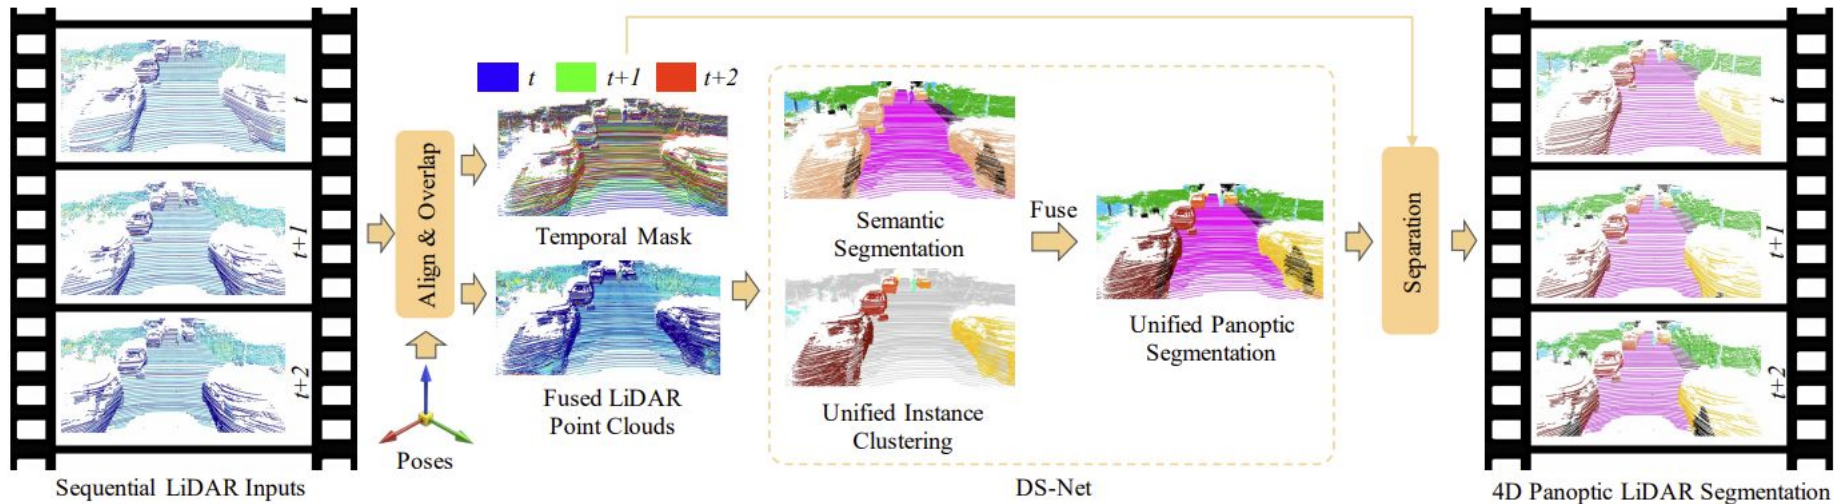 t
t+1
t+2
Sequential LiDAR Inputs
Align & Overlap
Poses
t
t+1
t+2
Temporal Mask
Fused LiDAR
Point Clouds
Semantic
Segmentation
Unified Instance
Clustering
Fuse
Unified Panoptic
Segmentation
DS-Net
Separation
t
t+1
t+2
4D Panoptic LiDAR Segmentation